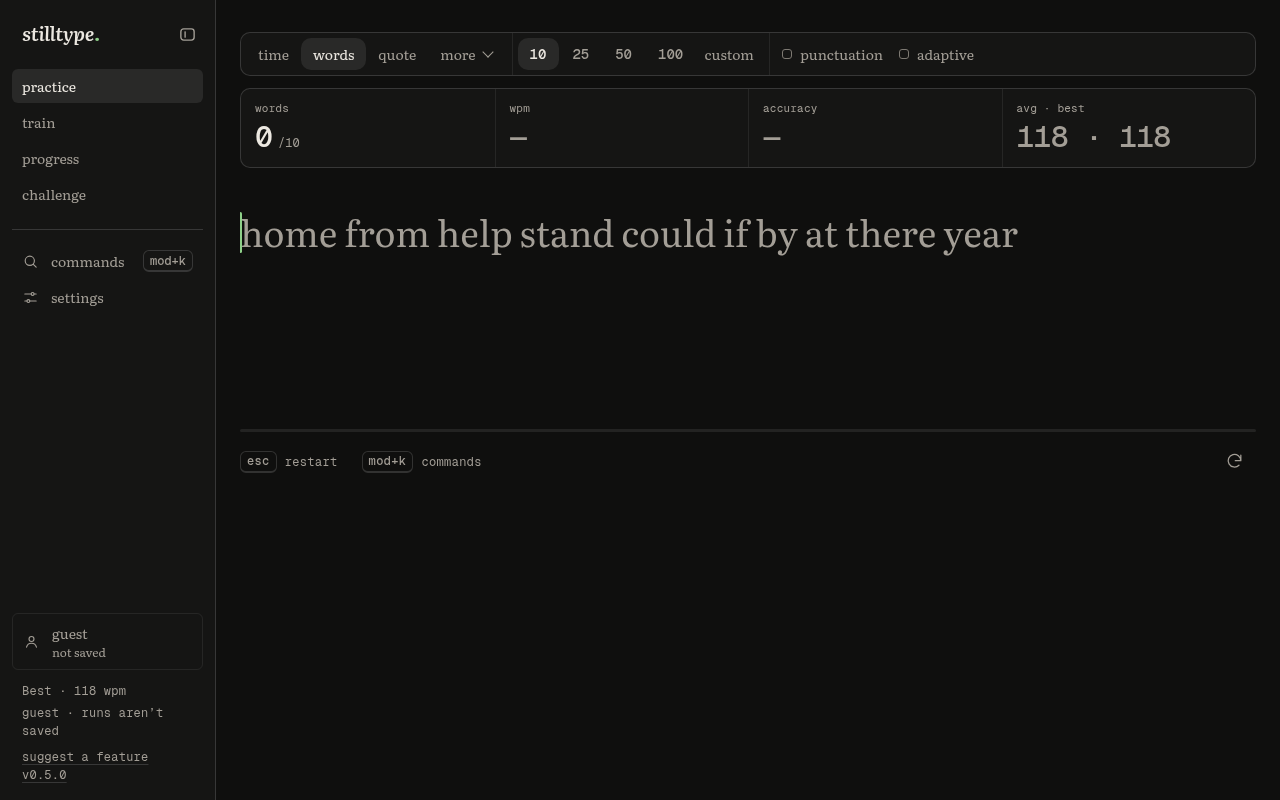 stilltype.
practice
train
progress
challenge
commands mod+k
settings
guest
not saved
Best · 118 wpm
guest · runs aren’t
saved
suggest a feature
v0.5.0
time words quote more 10 25 50 100 custom punctuation adaptive
words wpm accuracy avg · best
0 /10 — — 118 · 118
home from help stand could if by at there year
esc restart mod+k commands